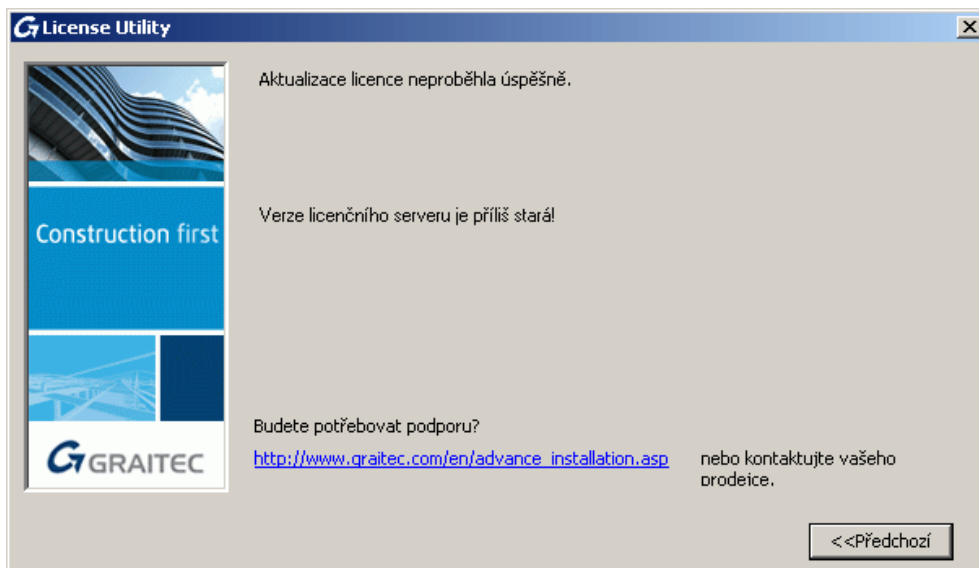 License Utility
Aktualizace licence neproběhla úspěšně.
Verze licenčního serveru je příliš stará!
Construction first
GRAITEC
Budete potřebovat podporu?
http://www.graitec.com/en/advance_installation.asp nebo kontaktujte vašeho
prodejce.
<<Předchozí